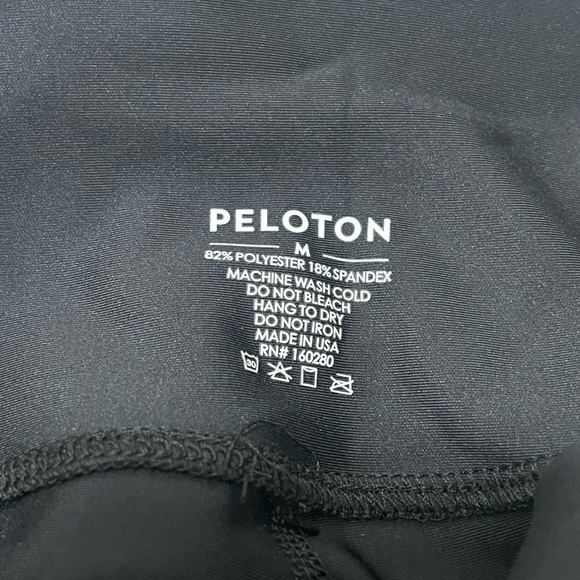 PELOTON
M
82% POLYESTER 18% SPANDEX
MACHINE WASH COLD
DO NOT BLEACH
HANG TO DRY
DO NOT IRON
MADE IN USA
RN# 160280
30